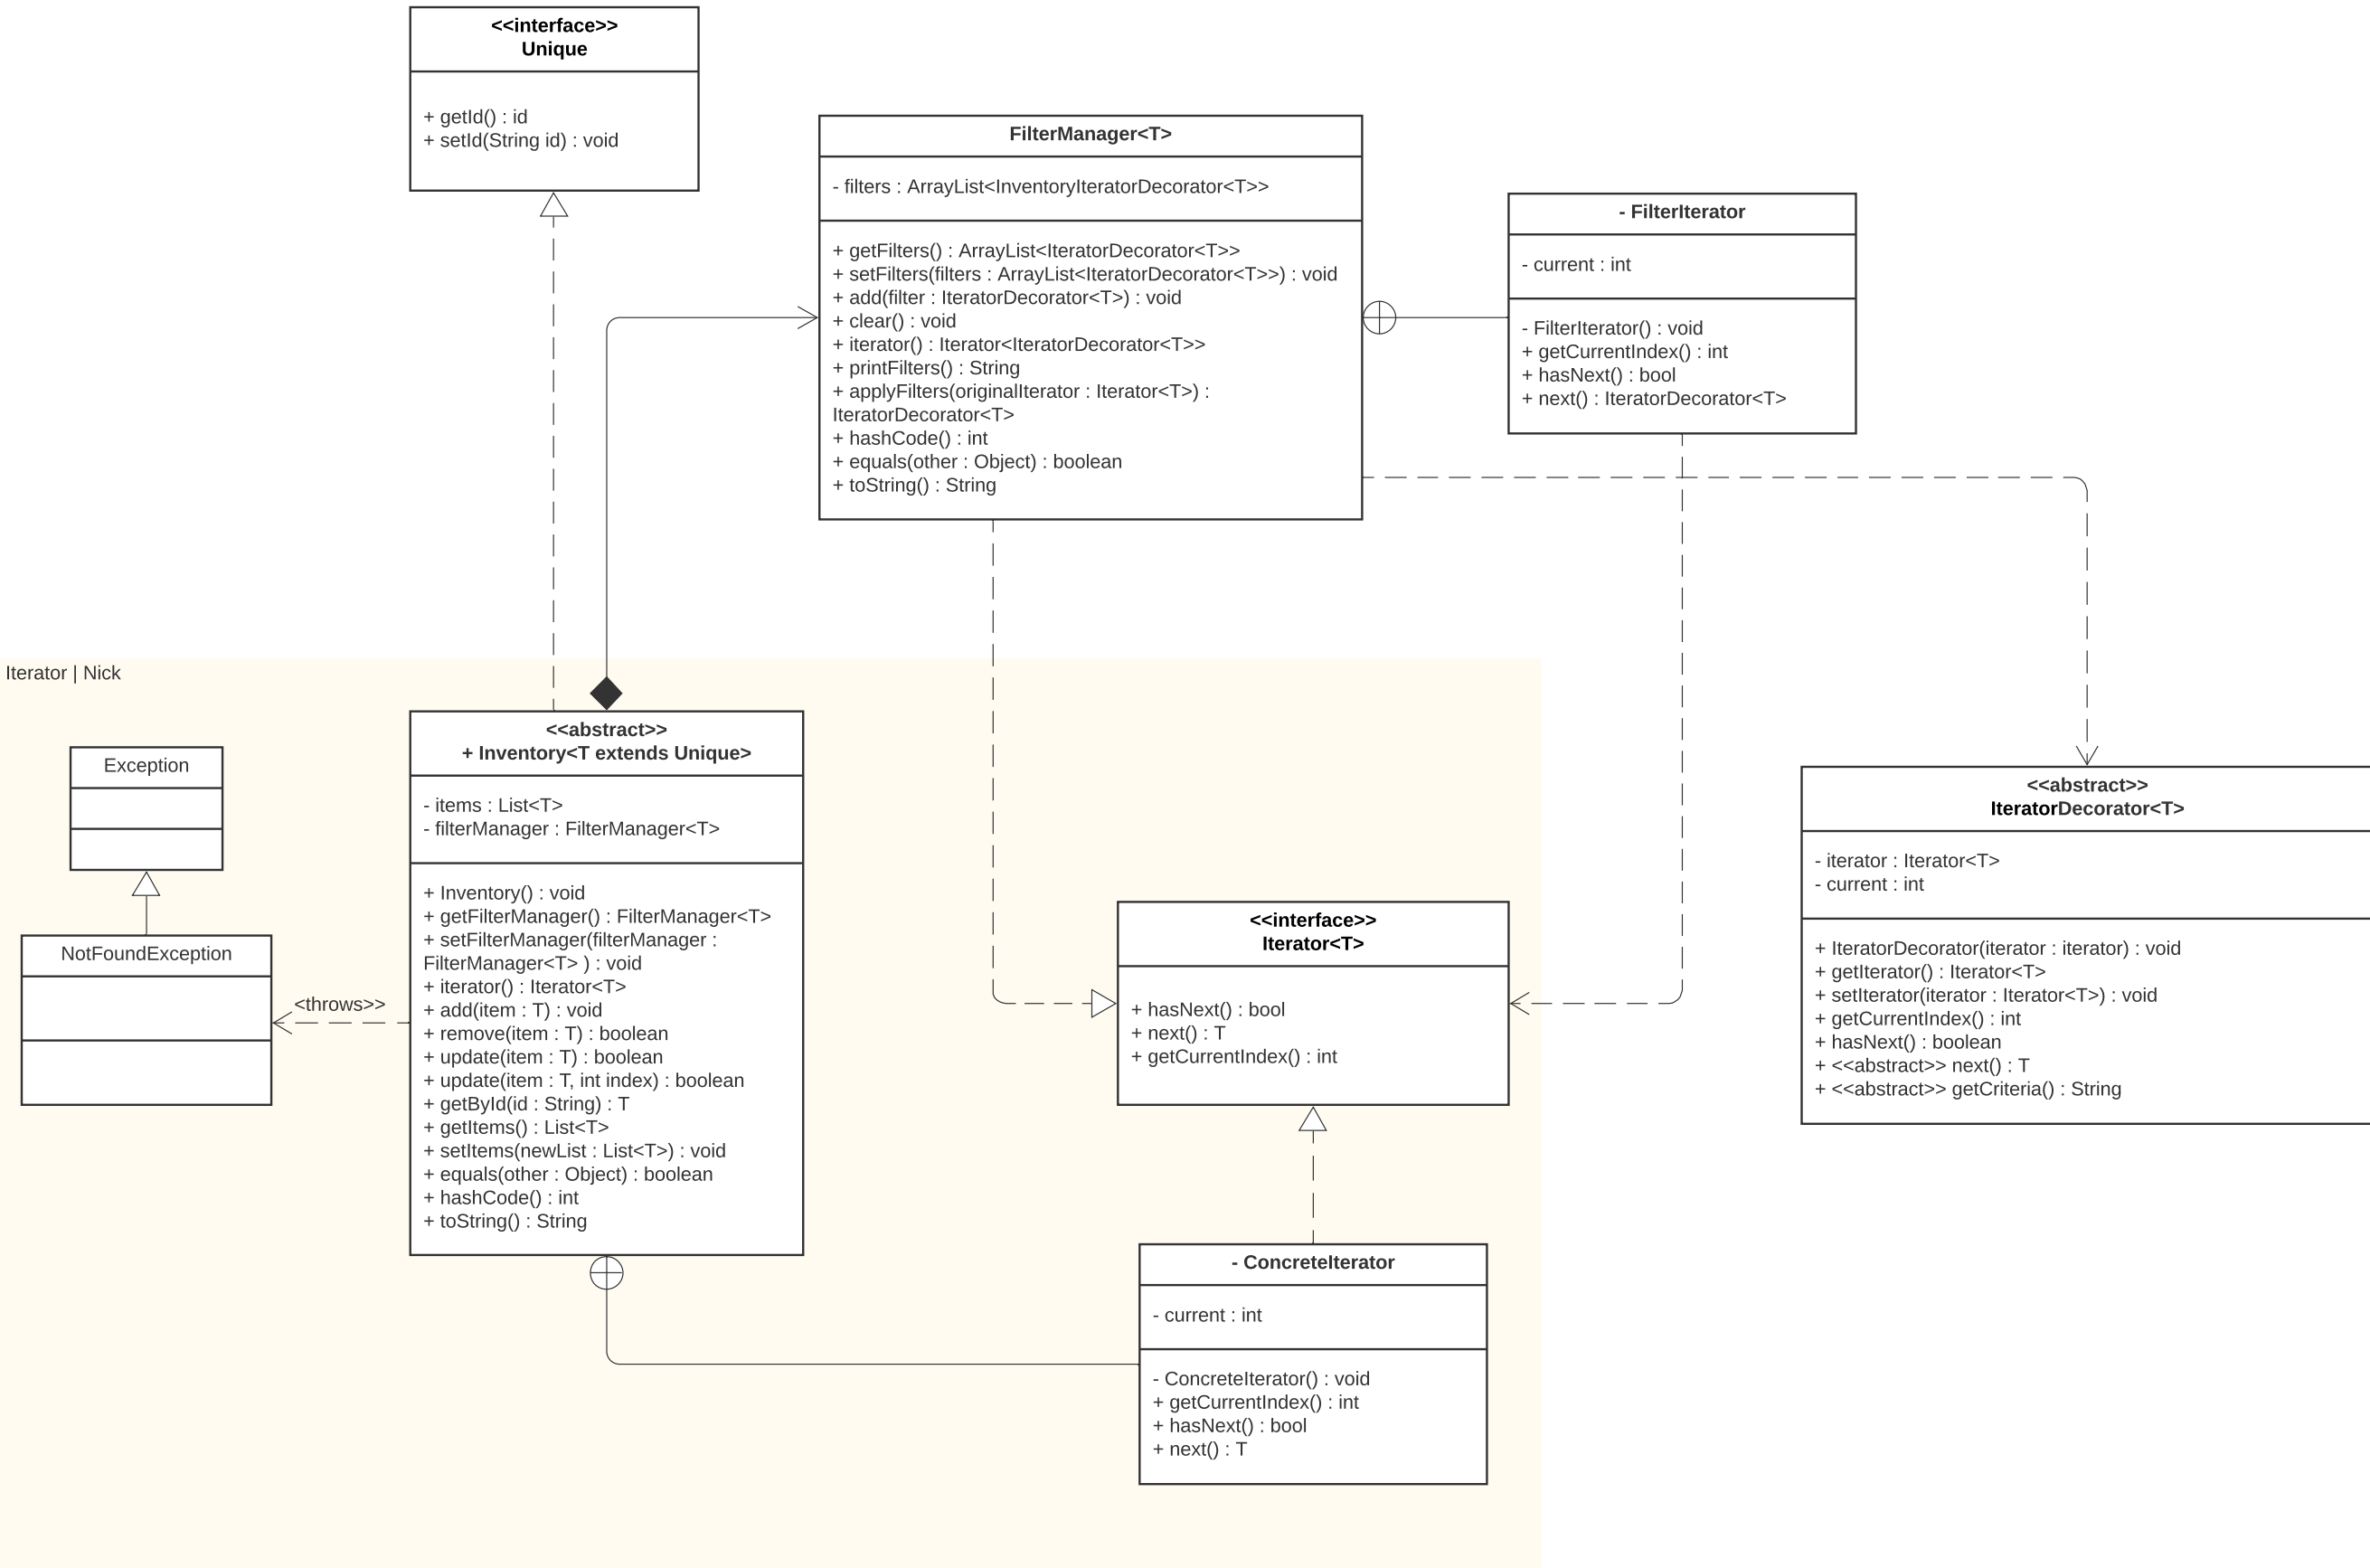 <<interface>>
Unique
+ getId() : id
+ setId(String id) : void
FilterManager<T>
- filters : ArrayList<InventoryIteratorDecorator<T>>
+ getFilters() : ArrayList<IteratorDecorator<T>>
+ setFilters(filters : ArrayList<IteratorDecorator<T>>) : void
+ add(filter : IteratorDecorator<T>) : void
+ clear() : void
+ iterator() : Iterator<IteratorDecorator<T>>
+ printFilters() : String
+ applyFilters(originalIterator : Iterator<T>) :
IteratorDecorator<T>
+ hashCode() : int
+ equals(other : Object) : boolean
+ toString() : String
- FilterIterator
- current : int
- FilterIterator() : void
+ getCurrentIndex() : int
+ hasNext() : bool
+ next() : IteratorDecorator<T>
Iterator | Nick
Exception
NotFoundException
<throws>>
<<abstract>>
+ Inventory<T extends Unique>
- items : List<T>
- filterManager : FilterManager<T>
+ Inventory() : void
+ getFilterManager() : FilterManager<T>
+ setFilterManager(filterManager :
FilterManager<T> ) : void
+ iterator() : Iterator<T>
+ add(item : T) : void
+ remove(item : T) : boolean
+ update(item : T) : boolean
+ update(item : T, int index) : boolean
+ getById(id : String) : T
+ getItems() : List<T>
+ setItems(newList : List<T>) : void
+ equals(other : Object) : boolean
+ hashCode() : int
+ toString() : String
<<interface>>
Iterator<T>
+ hasNext() : bool
+ next() : T
+ getCurrentIndex() : int
<<abstract>>
IteratorDecorator<T>
- iterator : Iterator<T>
- current : int
+ IteratorDecorator(iterator : iterator) : void
+ getIterator() : Iterator<T>
+ setIterator(iterator : Iterator<T>) : void
+ getCurrentIndex() : int
+ hasNext() : boolean
+ <<abstract>> next() : T
+ <<abstract>> getCriteria() : String
- ConcreteIterator
- current : int
- ConcreteIterator() : void
+ getCurrentIndex() : int
+ hasNext() : bool
+ next() : T